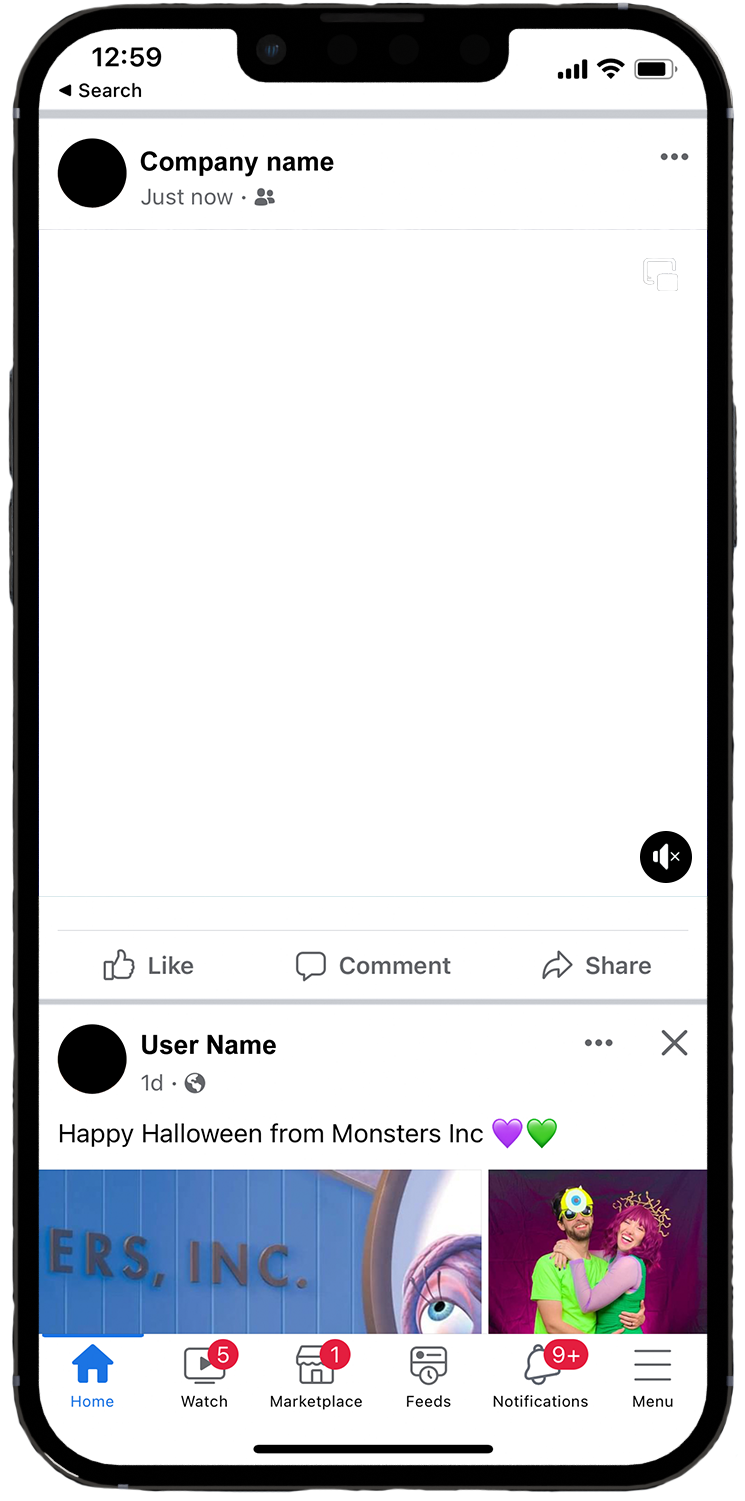 12:59
◀ Search
Company name
Just now ·
Like
Comment
Share
User Name
1d ·
Happy Halloween from Monsters Inc 💜💚
ERS, INC.
5
1
9+
Home
Watch
Marketplace
Feeds
Notifications
Menu